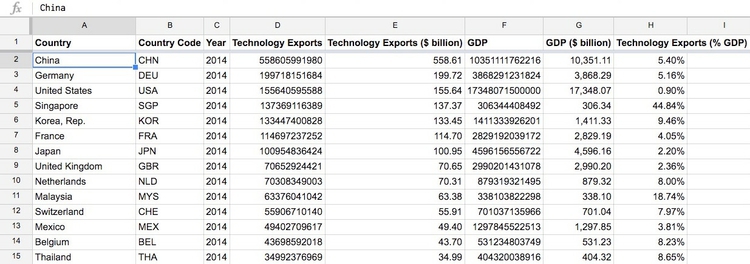 fx China
A B C D E F G H I
1 Country Country Code Year Technology Exports Technology Exports ($ billion) GDP GDP ($ billion) Technology Exports (% GDP)
2 China CHN 2014 558605991980 558.61 10351111762216 10,351.11 5.40%
3 Germany DEU 2014 199718151684 199.72 3868291231824 3,868.29 5.16%
4 United States USA 2014 155640595588 155.64 17348071500000 17,348.07 0.90%
5 Singapore SGP 2014 137369116389 137.37 306344408492 306.34 44.84%
6 Korea, Rep. KOR 2014 133447400828 133.45 1411333926201 1,411.33 9.46%
7 France FRA 2014 114697237252 114.70 2829192039172 2,829.19 4.05%
8 Japan JPN 2014 100954836424 100.95 4596156556722 4,596.16 2.20%
9 United Kingdom GBR 2014 70652924421 70.65 2990201431078 2,990.20 2.36%
10 Netherlands NLD 2014 70308349003 70.31 879319321495 879.32 8.00%
11 Malaysia MYS 2014 63376041042 63.38 338103822298 338.10 18.74%
12 Switzerland CHE 2014 55906710140 55.91 701037135966 701.04 7.97%
13 Mexico MEX 2014 49402709617 49.40 1297845522513 1,297.85 3.81%
14 Belgium BEL 2014 43698592018 43.70 531234803749 531.23 8.23%
15 Thailand THA 2014 34992376969 34.99 404320038916 404.32 8.65%